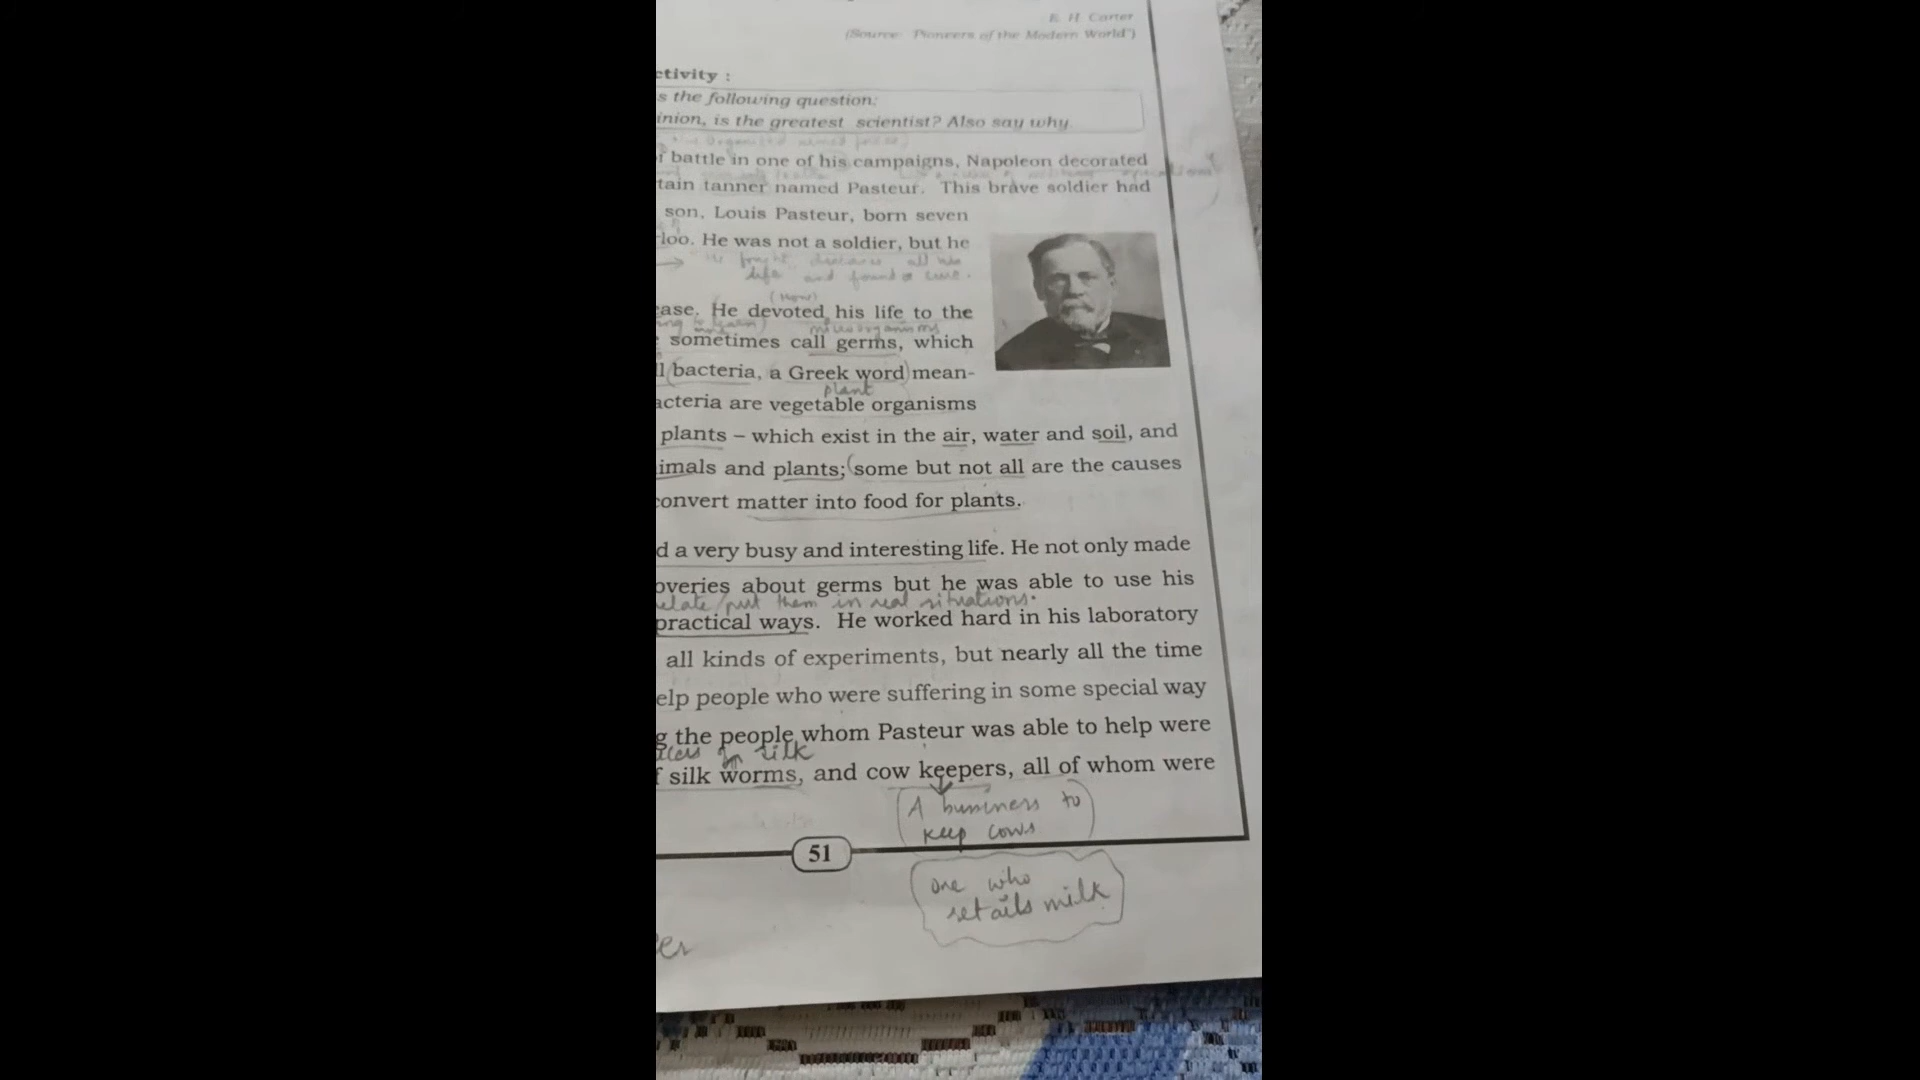 E. H. Carter
(Source: 'Pioneers of the Modern World')
ctivity :
s the following question:
inion, is the greatest scientist? Also say why.
f battle in one of his campaigns, Napoleon decorated
tain tanner named Pasteur. This brave soldier had
son, Louis Pasteur, born seven
rloo. He was not a soldier, but he
→ He fought diseases all his
life and found a cure.
(How)
ease. He devoted his life to the
microorganisms
sometimes call germs, which
l (bacteria, a Greek word) mean-
plant
acteria are vegetable organisms
plants – which exist in the air, water and soil, and
imals and plants; (some but not all are the causes
convert matter into food for plants.
d a very busy and interesting life. He not only made
overies about germs but he was able to use his
elate/put them in real situations.
practical ways. He worked hard in his laboratory
all kinds of experiments, but nearly all the time
elp people who were suffering in some special way
g the people whom Pasteur was able to help were
silk
f silk worms, and cow keepers, all of whom were
A business to
keep cows
51
one who
retails milk
er